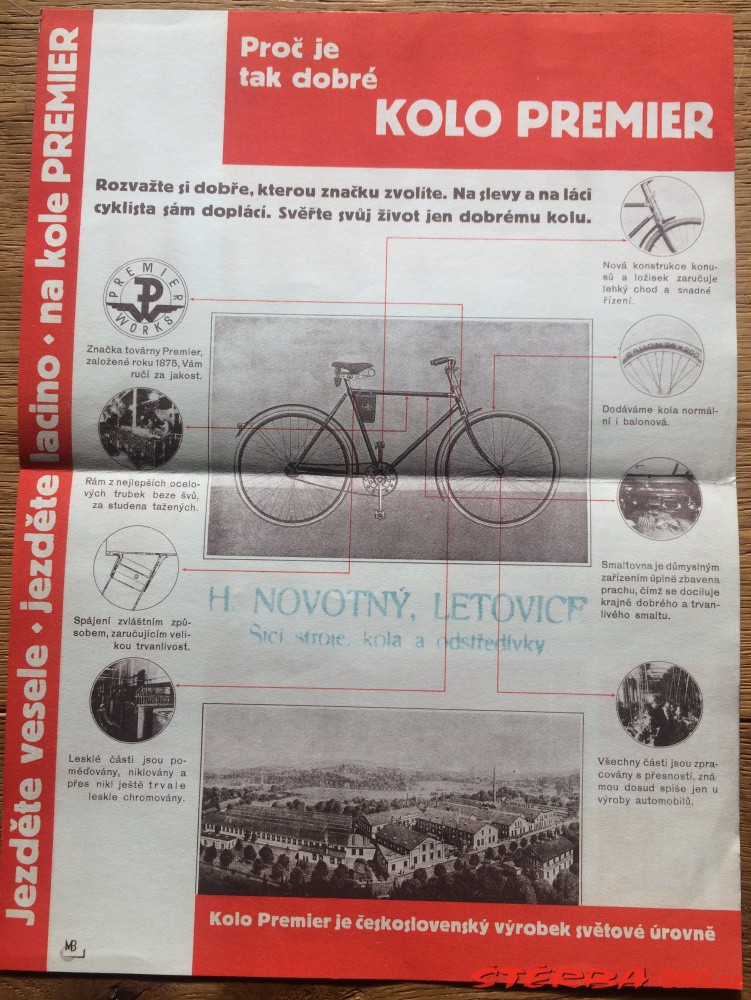 Proč je
tak dobré
KOLO PREMIER
Jezděte vesele · jezděte lacino · na kole PREMIER
Rozvažte si dobře, kterou značku zvolíte. Na slevy a na láci
cyklista sám doplácí. Svěřte svůj život jen dobrému kolu.
PREMIER
WORKS
Značka továrny Premier,
založené roku 1875, Vám
ručí za jakost.
Rám z nejlepších ocelo-
vých trubek beze švů,
za studena tažených.
Spájení zvláštním způ-
sobem, zaručujícím veli-
kou trvanlivost.
Lesklé části jsou po-
měďovány, niklovány a
přes nikl ještě trvale
leskle chromovány.
Nová konstrukce konu-
sů a ložisek zaručuje
lehký chod a snadné
řízení.
Dodáváme kola normál-
ní i balonová.
Smaltovna je důmyslným
zařízením úplně zbavena
prachu, čímž se docíluje
krajně dobrého a trvan-
livého smaltu.
Všechny části jsou zpra-
covány s přesností, zná-
mou dosud spíše jen u
výroby automobilů.
H. NOVOTNÝ, LETOVICE
Šicí stroje, kola a odstředivky
Kolo Premier je československý výrobek světové úrovně
MB
ŠTĚRBA